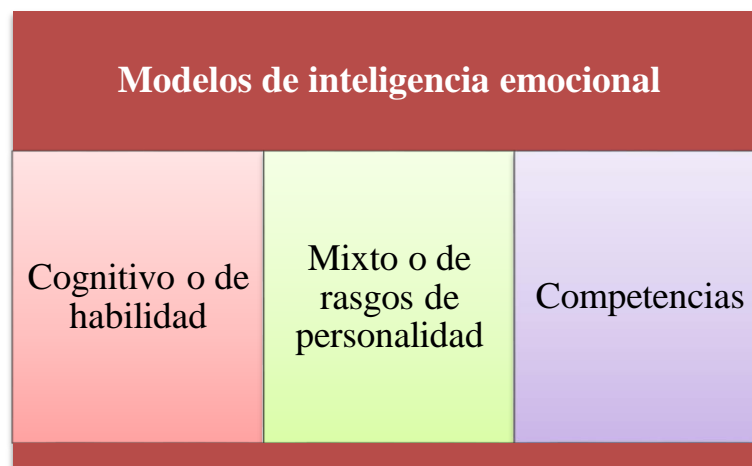 Modelos de inteligencia emocional
Cognitivo o de
habilidad
Mixto o de
rasgos de
personalidad
Competencias